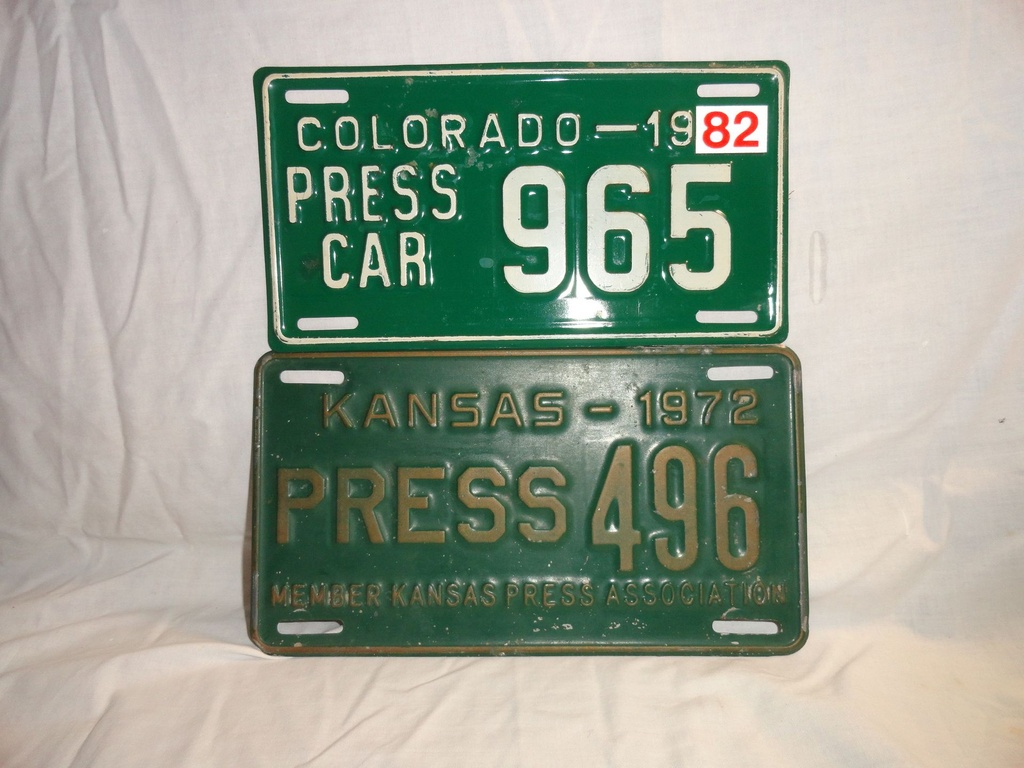 COLORADO — 1982
PRESS CAR 965
KANSAS - 1972
PRESS 496
MEMBER KANSAS PRESS ASSOCIATION